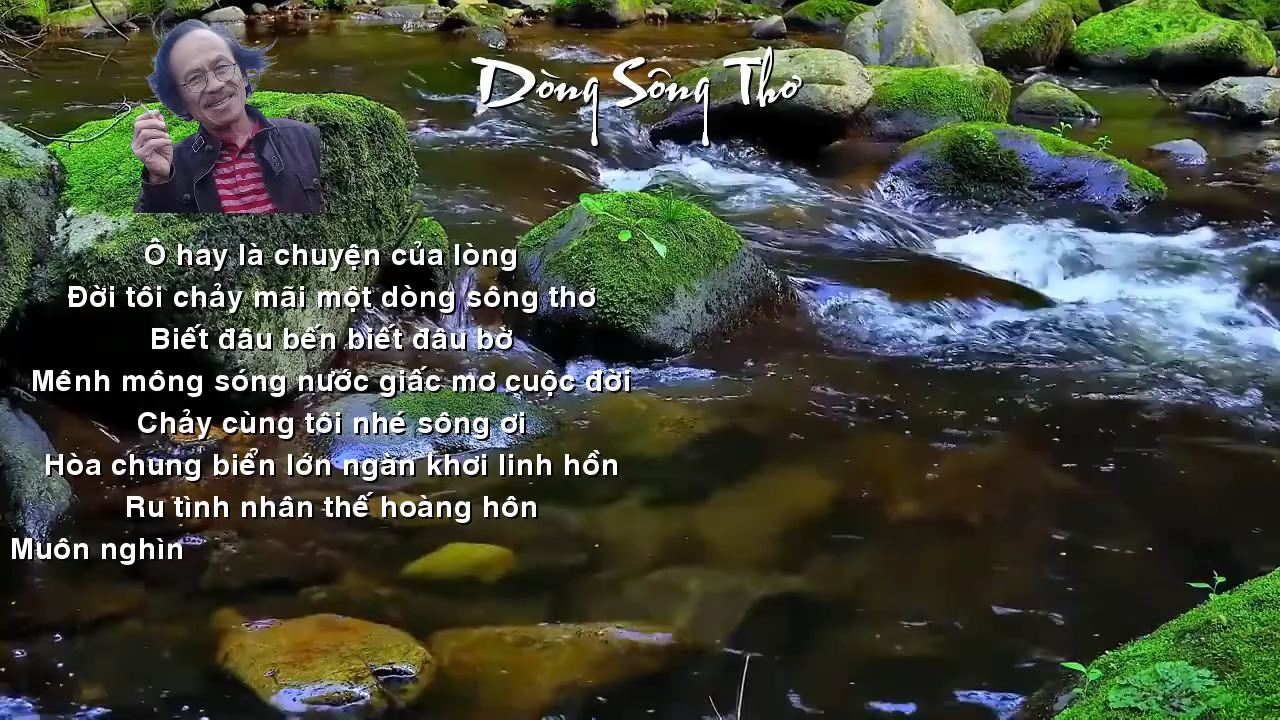 Dòng Sông Thơ
Ô hay là chuyện của lòng
Đời tôi chảy mãi một dòng sông thơ
Biết đâu bến biết đâu bờ
Mênh mông sóng nước giấc mơ cuộc đời
Chảy cùng tôi nhé sông ơi
Hòa chung biển lớn ngàn khơi linh hồn
Ru tình nhân thế hoàng hôn
Muôn nghìn